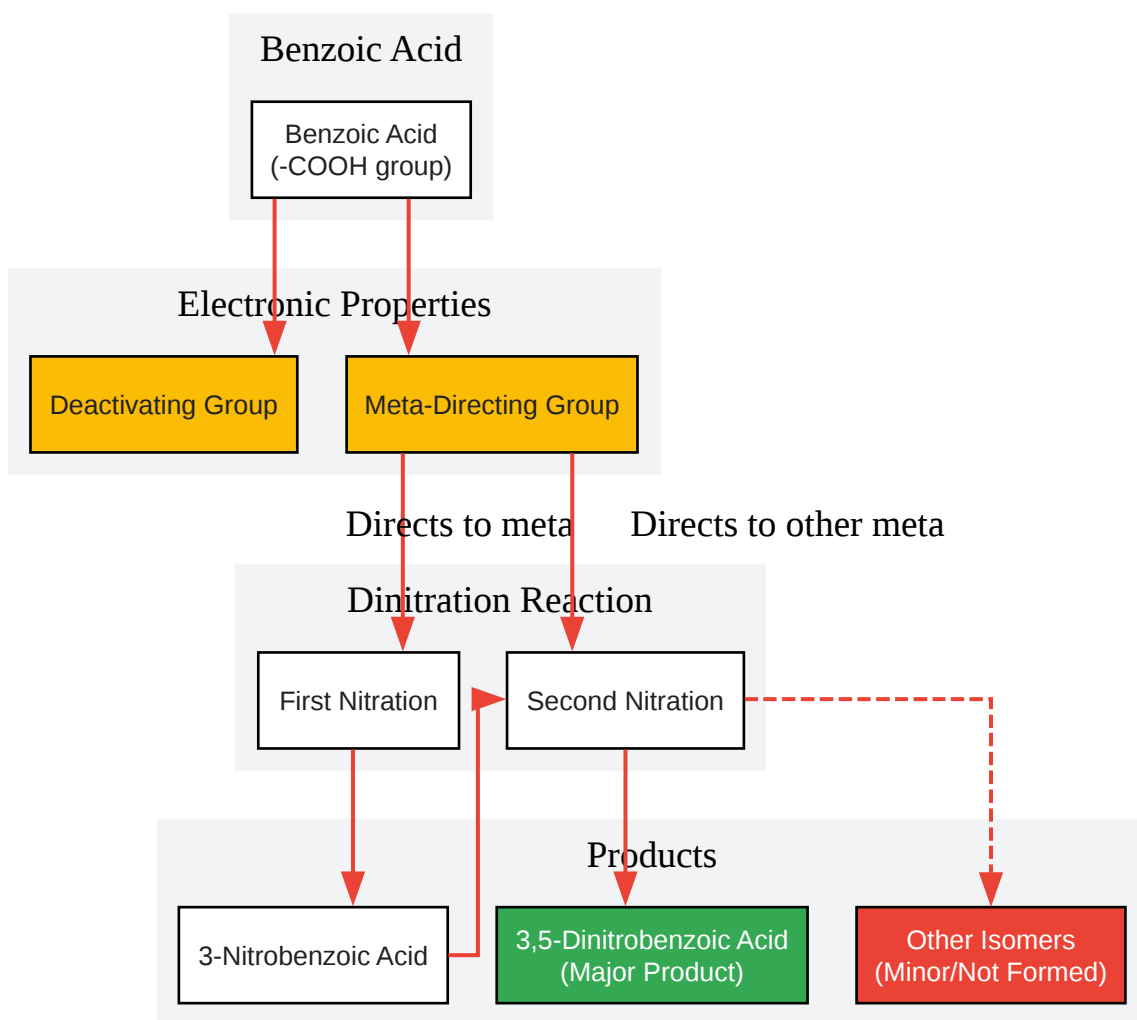 Benzoic Acid
Benzoic Acid
(-COOH group)
Electronic Properties
Deactivating Group
Meta-Directing Group
Directs to meta
Directs to other meta
Dinitration Reaction
First Nitration
Second Nitration
Products
3-Nitrobenzoic Acid
3,5-Dinitrobenzoic Acid
(Major Product)
Other Isomers
(Minor/Not Formed)